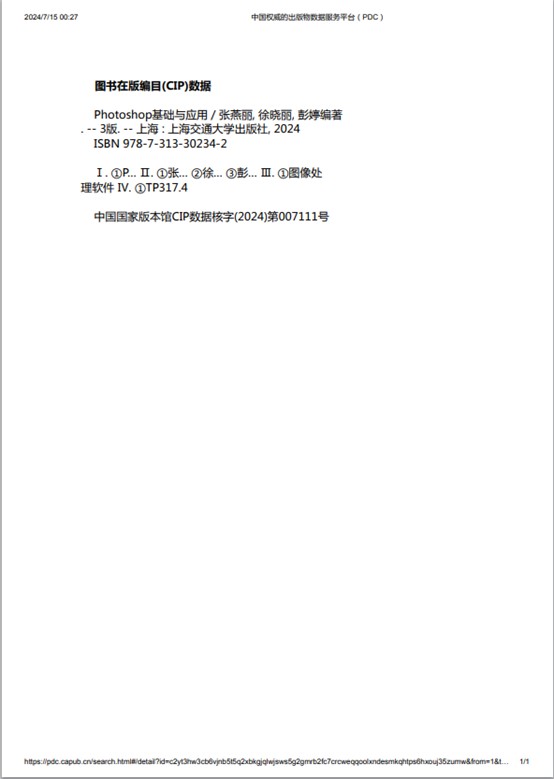 2024/7/15 00:27 中国权威的出版物数据服务平台（PDC）
图书在版编目(CIP)数据
Photoshop基础与应用 / 张燕丽, 徐晓丽, 彭婷编著
. -- 3版. -- 上海 : 上海交通大学出版社, 2024
ISBN 978-7-313-30234-2
Ⅰ. ①P… Ⅱ. ①张… ②徐… ③彭… Ⅲ. ①图像处
理软件 Ⅳ. ①TP317.4
中国国家版本馆CIP数据核字(2024)第007111号
https://pdc.capub.cn/search.html#/detail?id=c2yt3hw3cb6vjnb5t5q2xbkgjqlwjsws5g2gmrb2fc7crcweqqoolxndesmkqhtps6hxouj35zumw&from=1&t… 1/1